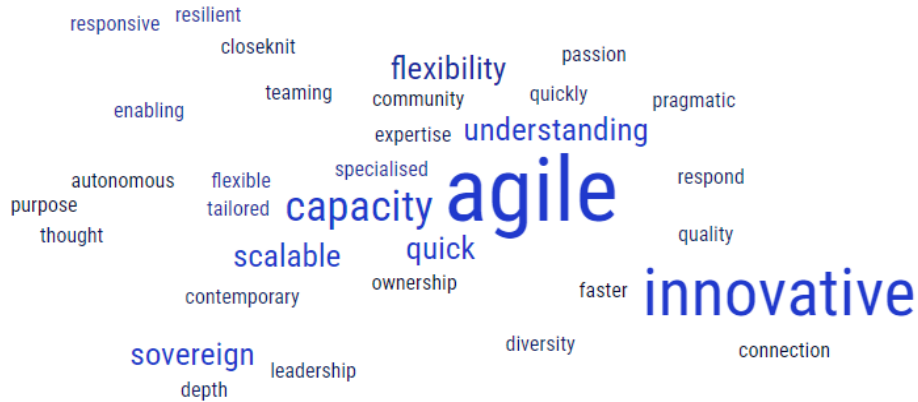 resilient
responsive
closeknit
passion
flexibility
teaming
community
quickly
pragmatic
enabling
expertise
understanding
specialised
agile
respond
autonomous
flexible
purpose
tailored
capacity
thought
quality
scalable
quick
ownership
faster
innovative
contemporary
diversity
connection
sovereign
leadership
depth